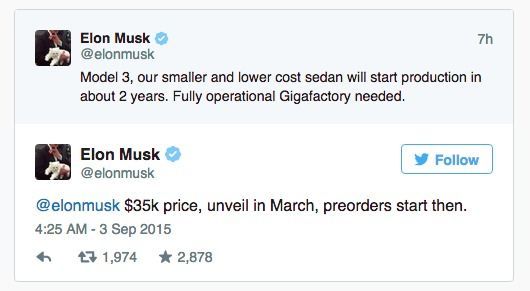 Elon Musk
7h
@elonmusk
Model 3, our smaller and lower cost sedan will start production in
about 2 years. Fully operational Gigafactory needed.
Elon Musk
Follow
@elonmusk
@elonmusk $35k price, unveil in March, preorders start then.
4:25 AM - 3 Sep 2015
1,974
2,878